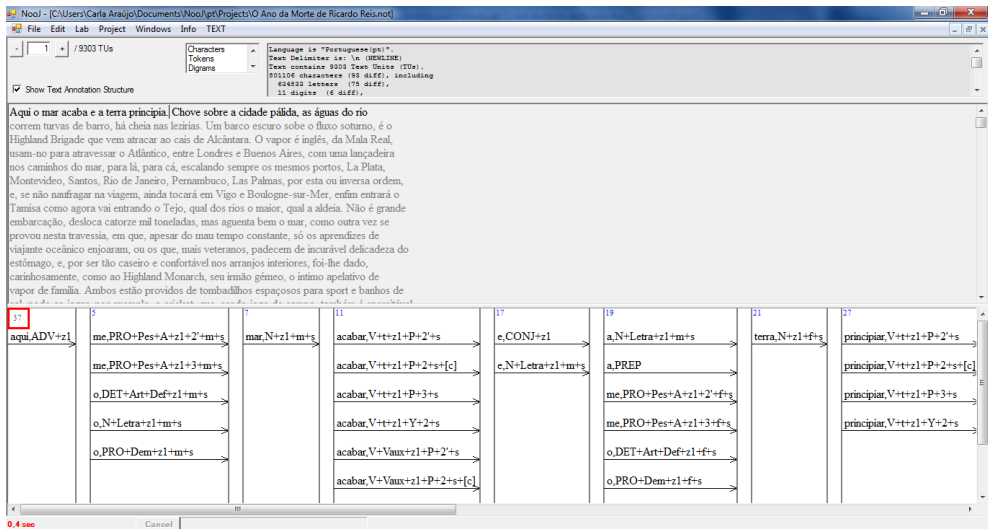 NooJ - [C:\Users\Carla Araújo\Documents\NooJ\pt\Projects\O Ano da Morte de Ricardo Reis.not]
File Edit Lab Project Windows Info TEXT
- 1 + / 9303 TUs
Characters
Tokens
Digrams
Show Text Annotation Structure
Language is "Portuguese(pt)".
Text Delimiter is: \n (NEWLINE)
Text contains 9303 Text Units (TUs).
801106 characters (93 diff), including
634833 letters (75 diff),
11 digits (6 diff),
Aqui o mar acaba e a terra principia. Chove sobre a cidade pálida, as águas do rio
correm turvas de barro, há cheia nas lezírias. Um barco escuro sobe o fluxo soturno, é o
Highland Brigade que vem atracar ao cais de Alcântara. O vapor é inglês, da Mala Real,
usam-no para atravessar o Atlântico, entre Londres e Buenos Aires, com uma lançadeira
nos caminhos do mar, para lá, para cá, escalando sempre os mesmos portos, La Plata,
Montevideo, Santos, Rio de Janeiro, Pernambuco, Las Palmas, por esta ou inversa ordem,
e, se não naufragar na viagem, ainda tocará em Vigo e Boulogne-sur-Mer, enfim entrará o
Tamisa como agora vai entrando o Tejo, qual dos rios o maior, qual a aldeia. Não é grande
embarcação, desloca catorze mil toneladas, mas aguenta bem o mar, como outra vez se
provou nesta travessia, em que, apesar do mau tempo constante, só os aprendizes de
viajante oceânico enjoaram, ou os que, mais veteranos, padecem de incurável delicadeza do
estômago, e, por ser tão caseiro e confortável nos arranjos interiores, foi-lhe dado,
carinhosamente, como ao Highland Monarch, seu irmão gémeo, o íntimo apelativo de
vapor de família. Ambos estão providos de tombadilhos espaçosos para sport e banhos de
37 5 7 11 17 19 21 27
aqui,ADV+z1 me,PRO+Pes+A+z1+2'+m+s mar,N+z1+m+s acabar,V+t+z1+P+2'+s e,CONJ+z1 a,N+Letra+z1+m+s terra,N+z1+f+s principiar,V+t+z1+P+2'+s
me,PRO+Pes+A+z1+3+m+s acabar,V+t+z1+P+2+s+[c] e,N+Letra+z1+m+s a,PREP principiar,V+t+z1+P+2+s+[c]
o,DET+Art+Def+z1+m+s acabar,V+t+z1+P+3+s me,PRO+Pes+A+z1+2'+f+s principiar,V+t+z1+P+3+s
o,N+Letra+z1+m+s acabar,V+t+z1+Y+2+s me,PRO+Pes+A+z1+3+f+s principiar,V+t+z1+Y+2+s
o,PRO+Dem+z1+m+s acabar,V+Vaux+z1+P+2'+s o,DET+Art+Def+z1+f+s
acabar,V+Vaux+z1+P+2+s+[c] o,PRO+Dem+z1+f+s
0,4 sec Cancel